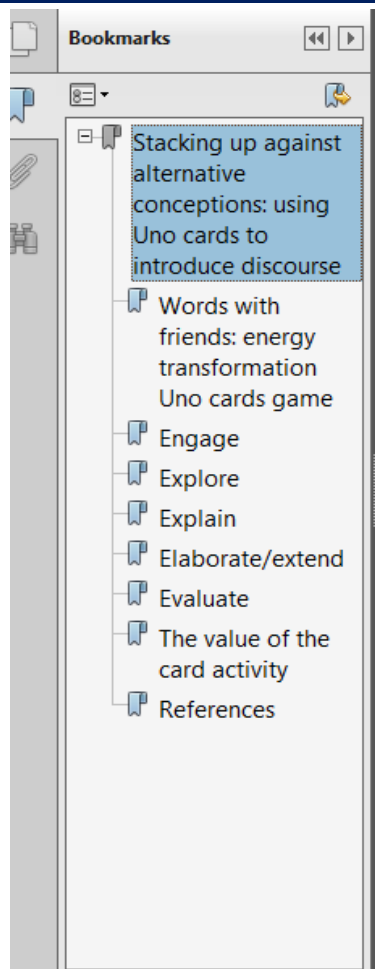 Bookmarks
Stacking up against
alternative
conceptions: using
Uno cards to
introduce discourse
Words with
friends: energy
transformation
Uno cards game
Engage
Explore
Explain
Elaborate/extend
Evaluate
The value of the
card activity
References